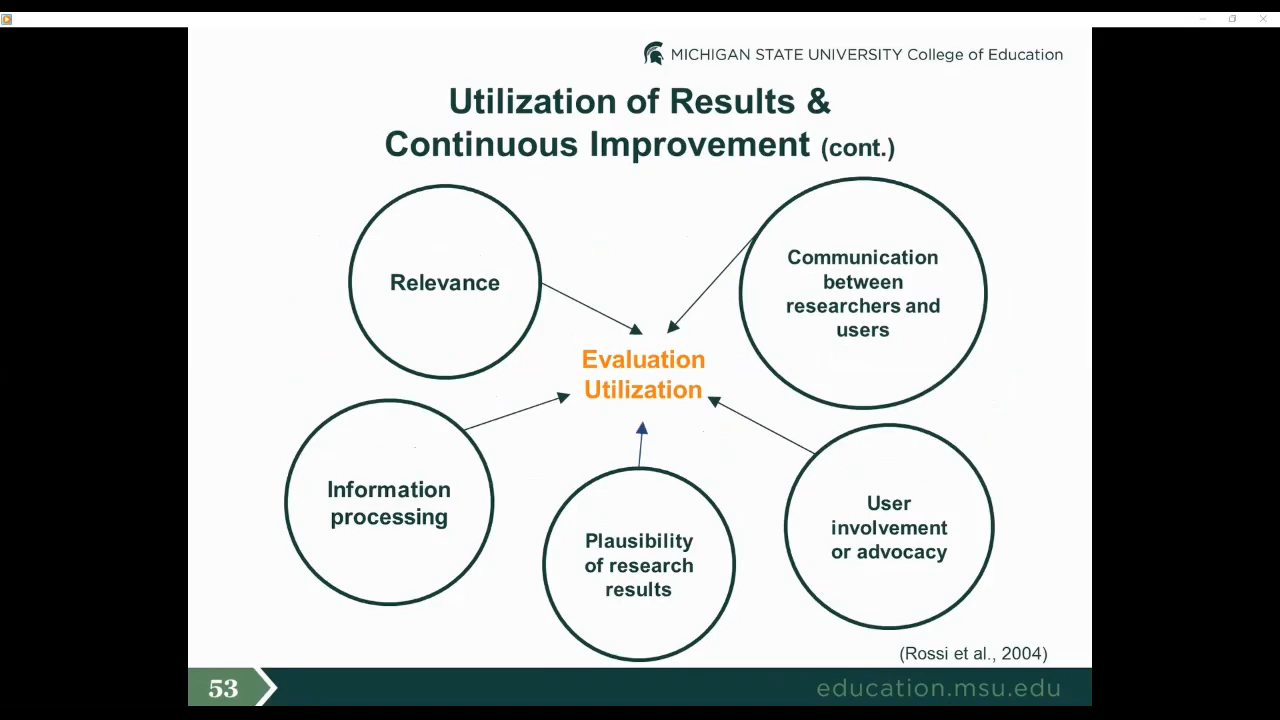 MICHIGAN STATE UNIVERSITY College of Education
Utilization of Results &
Continuous Improvement (cont.)
Relevance
Communication
between
researchers and
users
Evaluation
Utilization
Information
processing
Plausibility
of research
results
User
involvement
or advocacy
(Rossi et al., 2004)
53
education.msu.edu